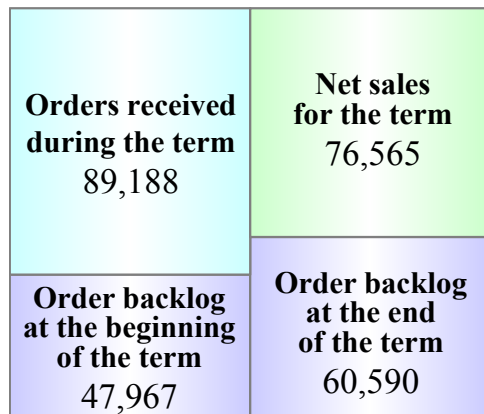 Orders received
during the term
89,188
Order backlog
at the beginning
of the term
47,967
Net sales
for the term
76,565
Order backlog
at the end
of the term
60,590